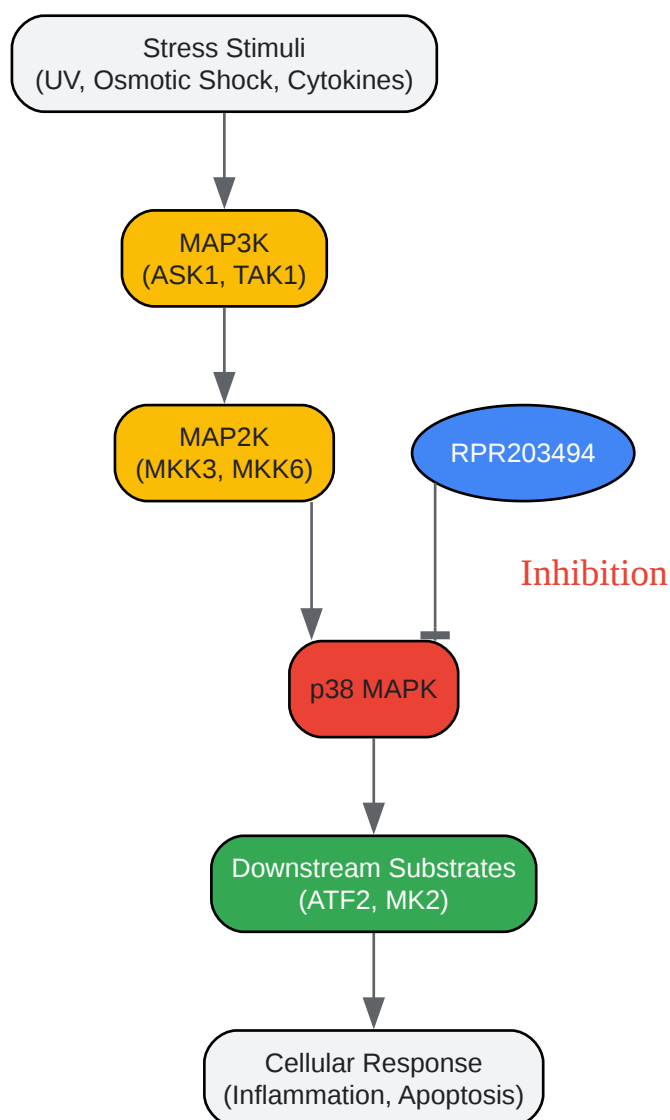 Stress Stimuli
(UV, Osmotic Shock, Cytokines)
MAP3K
(ASK1, TAK1)
MAP2K
(MKK3, MKK6)
RPR203494
Inhibition
p38 MAPK
Downstream Substrates
(ATF2, MK2)
Cellular Response
(Inflammation, Apoptosis)